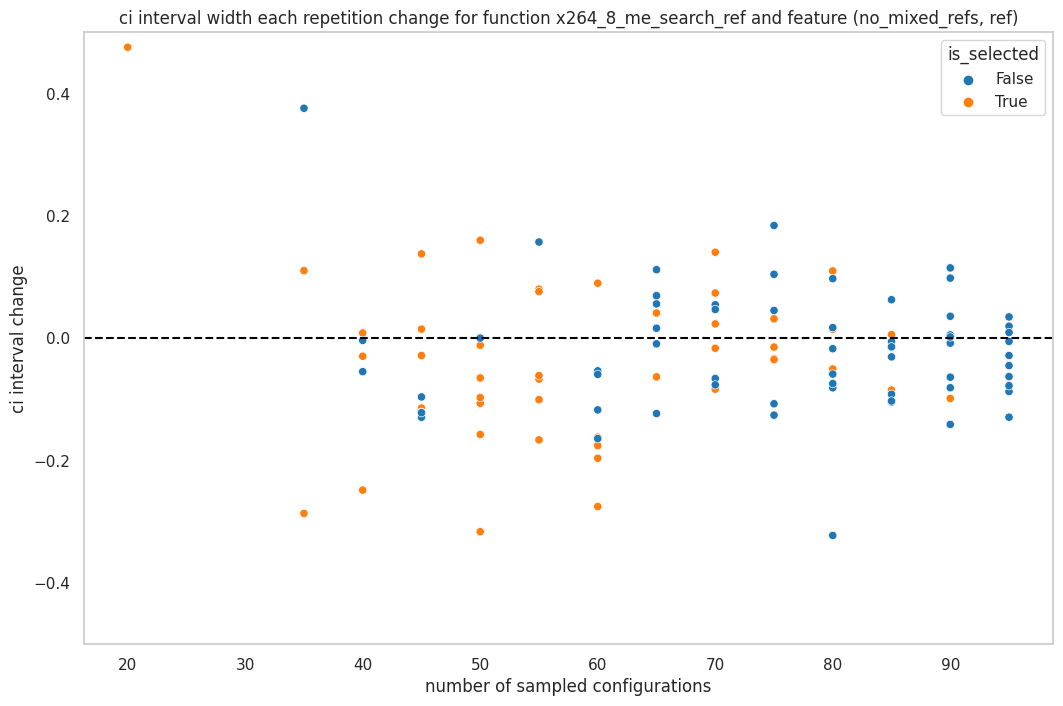 ci interval width each repetition change for function x264_8_me_search_ref and feature (no_mixed_refs, ref)
is_selected
False
True
0.4
0.2
0.0
−0.2
−0.4
ci interval change
20 30 40 50 60 70 80 90
number of sampled configurations